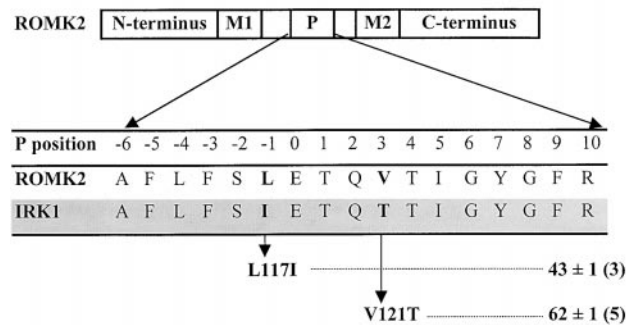 ROMK2 N-terminus M1 P M2 C-terminus
P position -6 -5 -4 -3 -2 -1 0 1 2 3 4 5 6 7 8 9 10
ROMK2 A F L F S L E T Q V T I G Y G F R
IRK1 A F L F S I E T Q T T I G Y G F R
L117I 43 ± 1 (3)
V121T 62 ± 1 (5)